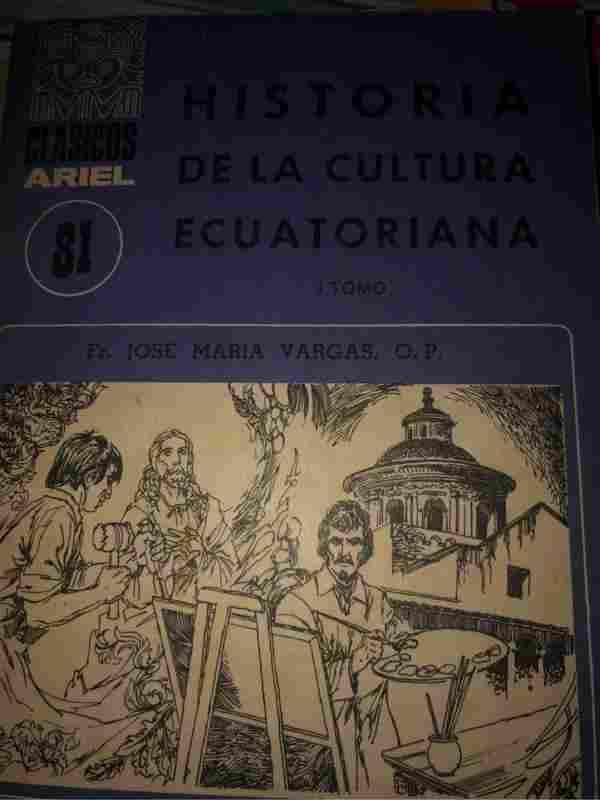 CLASICOS
ARIEL
HISTORIA
DE LA CULTURA
ECUATORIANA
I TOMO
81
Fr. JOSE MARIA VARGAS, O.P.